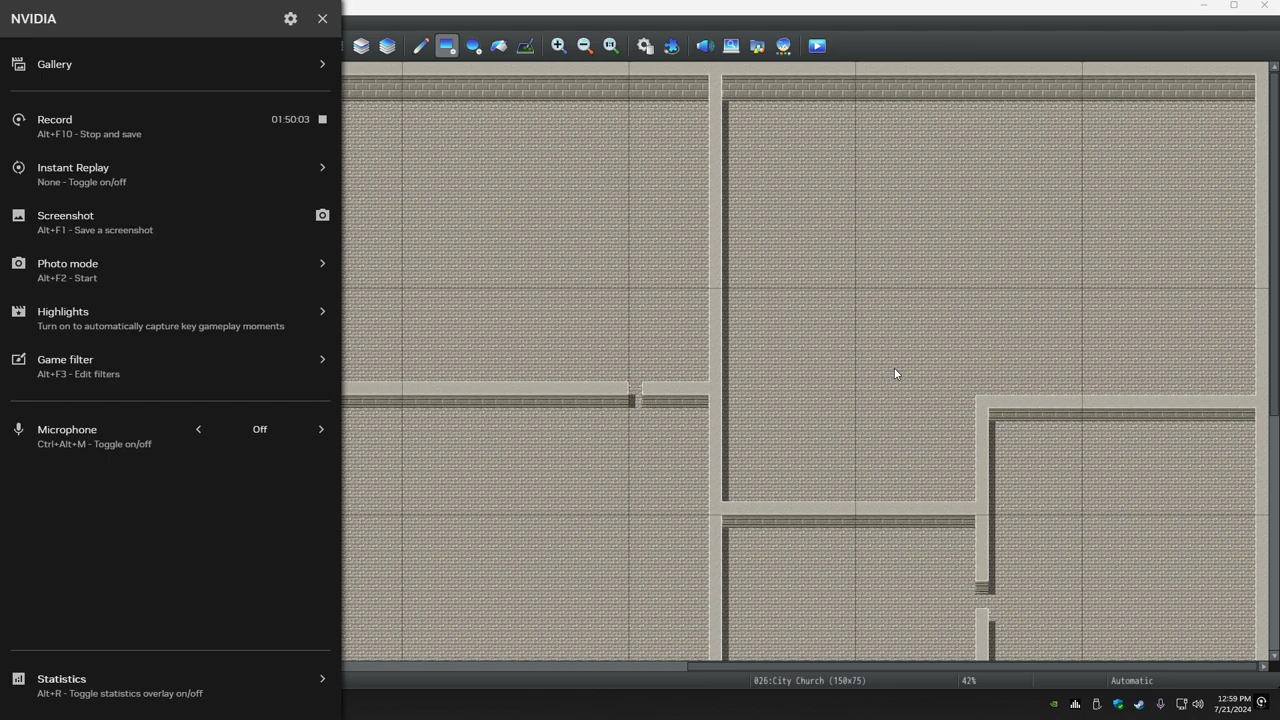 NVIDIA
Gallery
Record
01:50:03
Alt+F10 - Stop and save
Instant Replay
None - Toggle on/off
Screenshot
Alt+F1 - Save a screenshot
Photo mode
Alt+F2 - Start
Highlights
Turn on to automatically capture key gameplay moments
Game filter
Alt+F3 - Edit filters
Microphone
Off
Ctrl+Alt+M - Toggle on/off
Statistics
Alt+R - Toggle statistics overlay on/off
026:City Church (150x75)
42%
Automatic
12:59 PM
7/21/2024